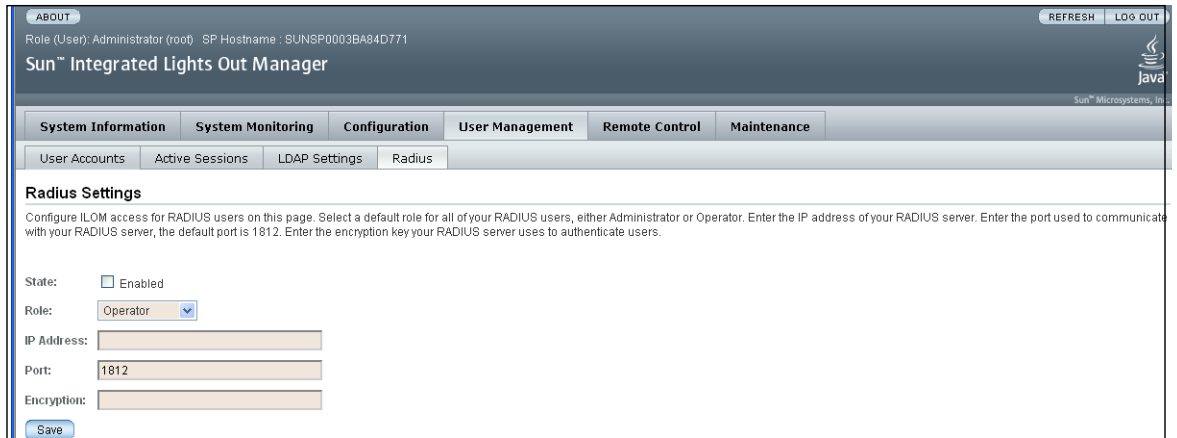 ABOUT
REFRESH
LOG OUT
Role (User): Administrator (root) SP Hostname : SUNSP0003BA84D771
Sun™ Integrated Lights Out Manager
Java
Sun™ Microsystems, Inc.
System Information
System Monitoring
Configuration
User Management
Remote Control
Maintenance
User Accounts
Active Sessions
LDAP Settings
Radius
Radius Settings
Configure ILOM access for RADIUS users on this page. Select a default role for all of your RADIUS users, either Administrator or Operator. Enter the IP address of your RADIUS server. Enter the port used to communicate
with your RADIUS server, the default port is 1812. Enter the encryption key your RADIUS server uses to authenticate users.
State: Enabled
Role: Operator
IP Address:
Port: 1812
Encryption:
Save